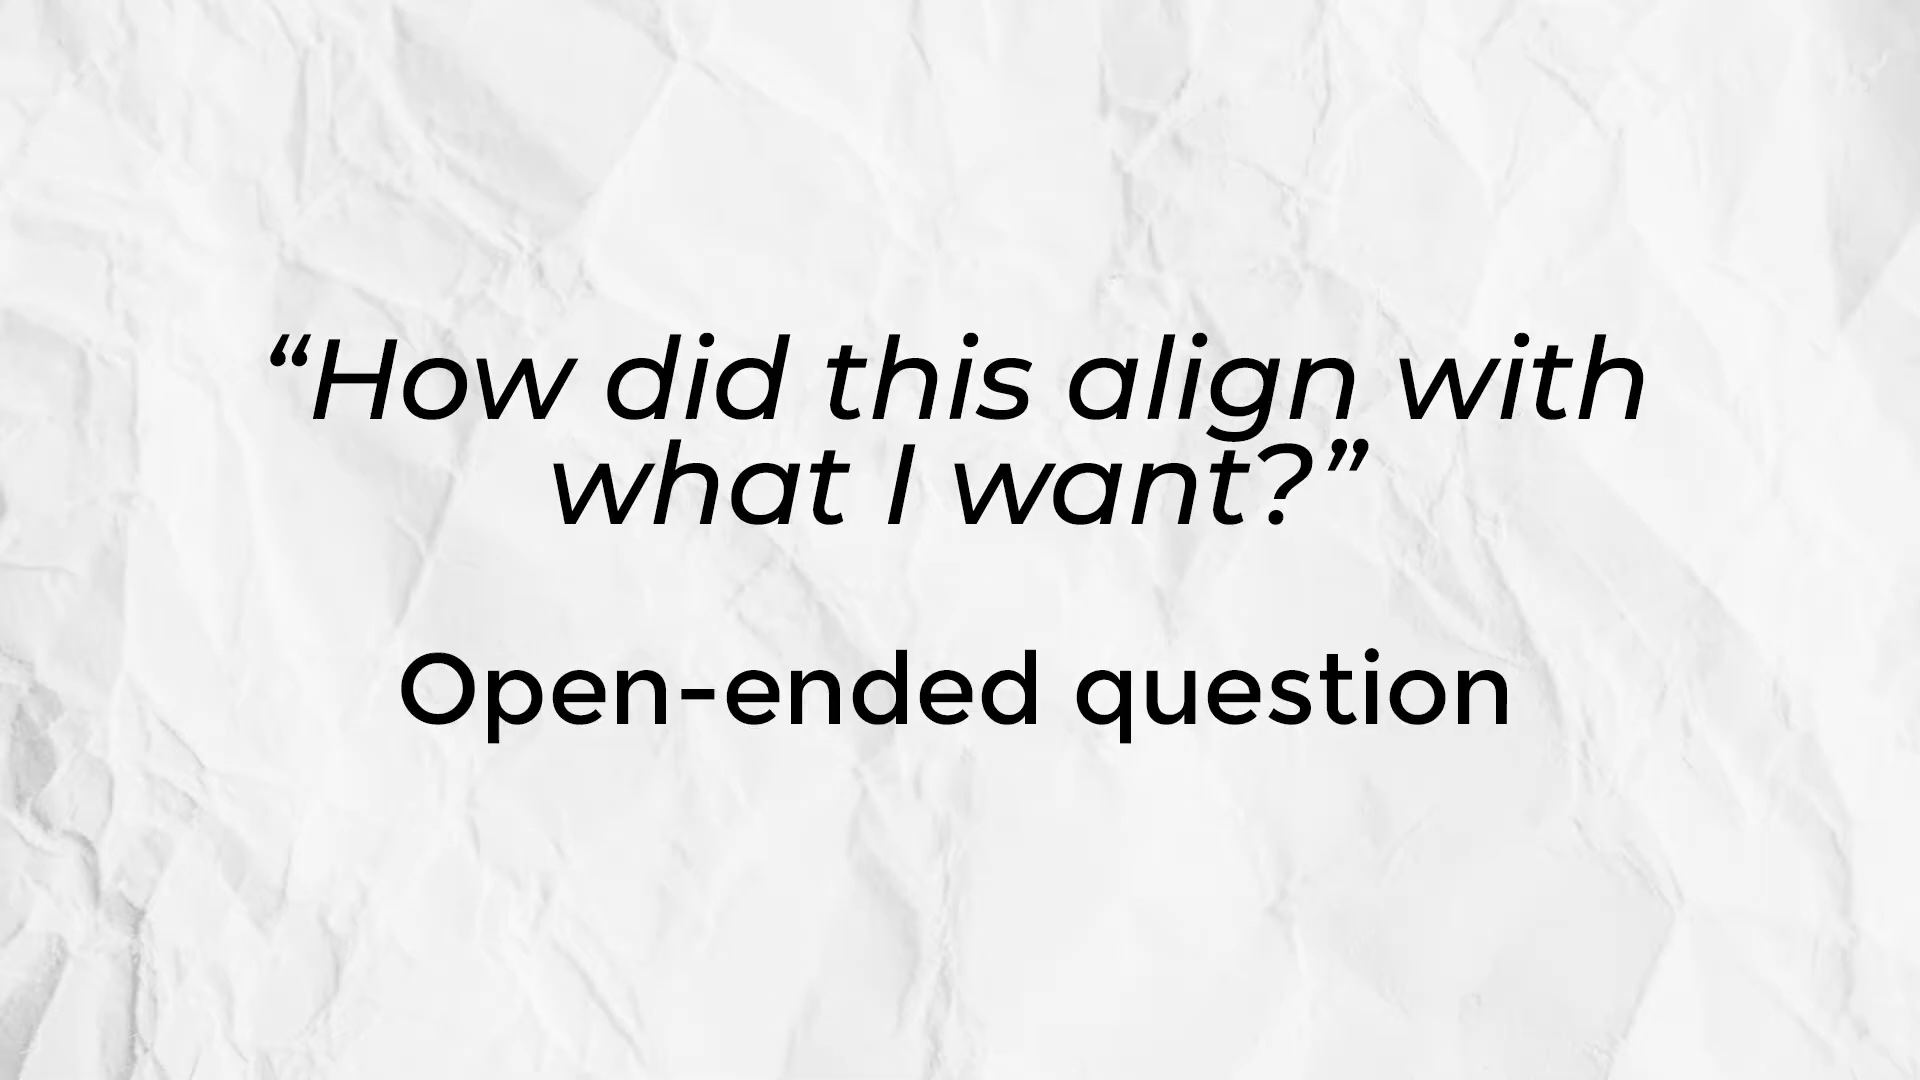 “How did this align with
what I want?”
Open-ended question